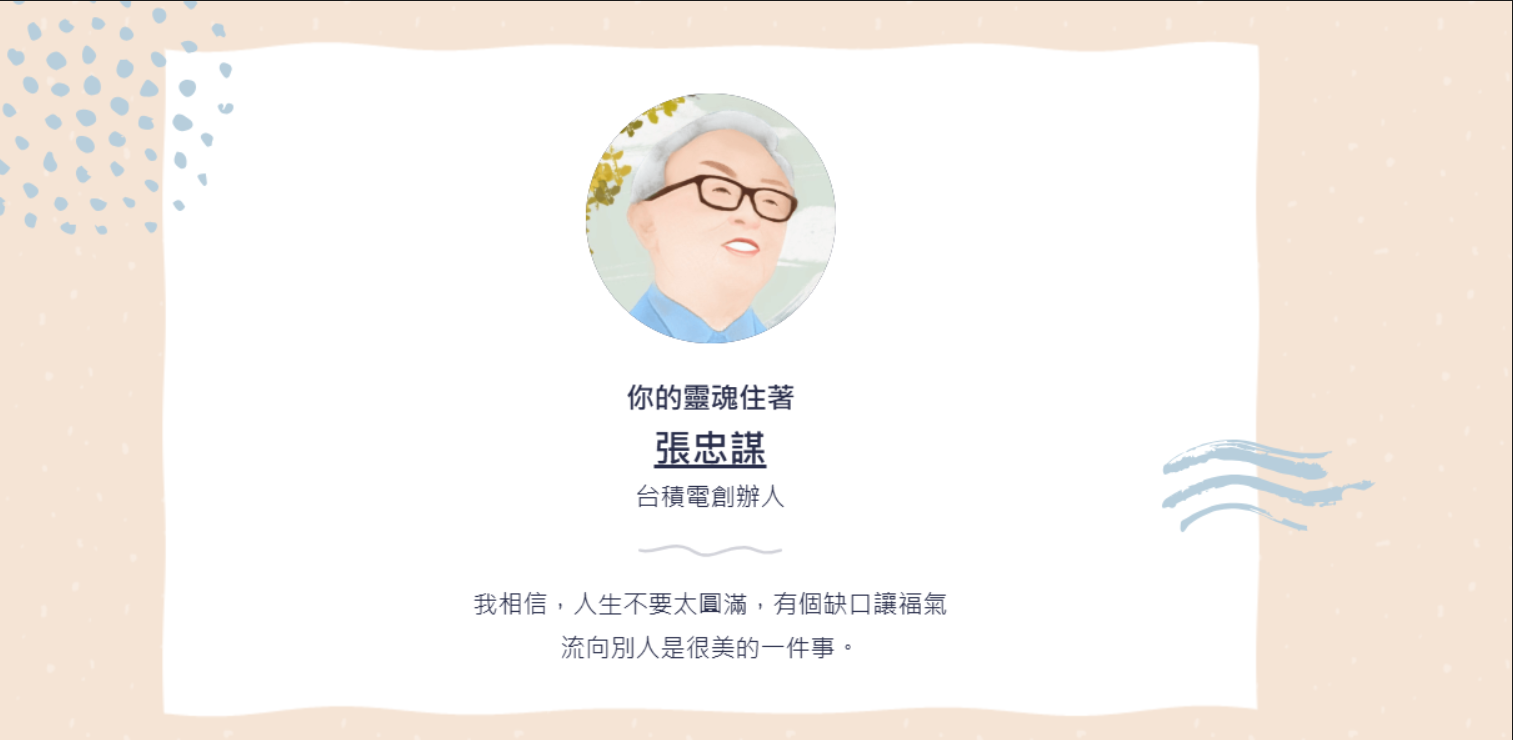 你的靈魂住著
張忠謀
台積電創辦人
我相信，人生不要太圓滿，有個缺口讓福氣
流向別人是很美的一件事。